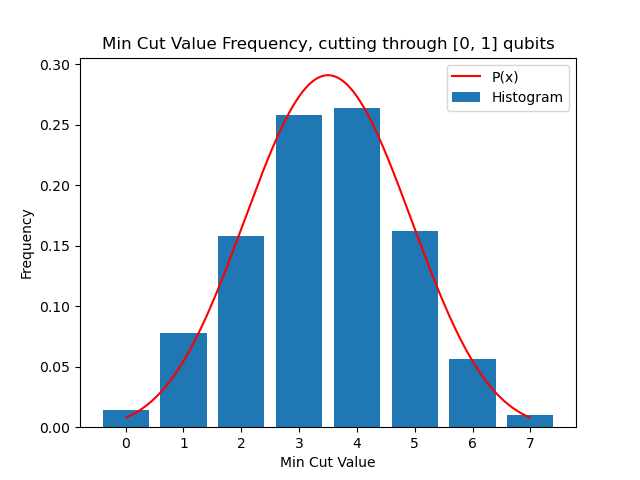 Min Cut Value Frequency, cutting through [0, 1] qubits
P(x)
Histogram
0.30
0.25
0.20
0.15
0.10
0.05
0.00
Frequency
0 1 2 3 4 5 6 7
Min Cut Value